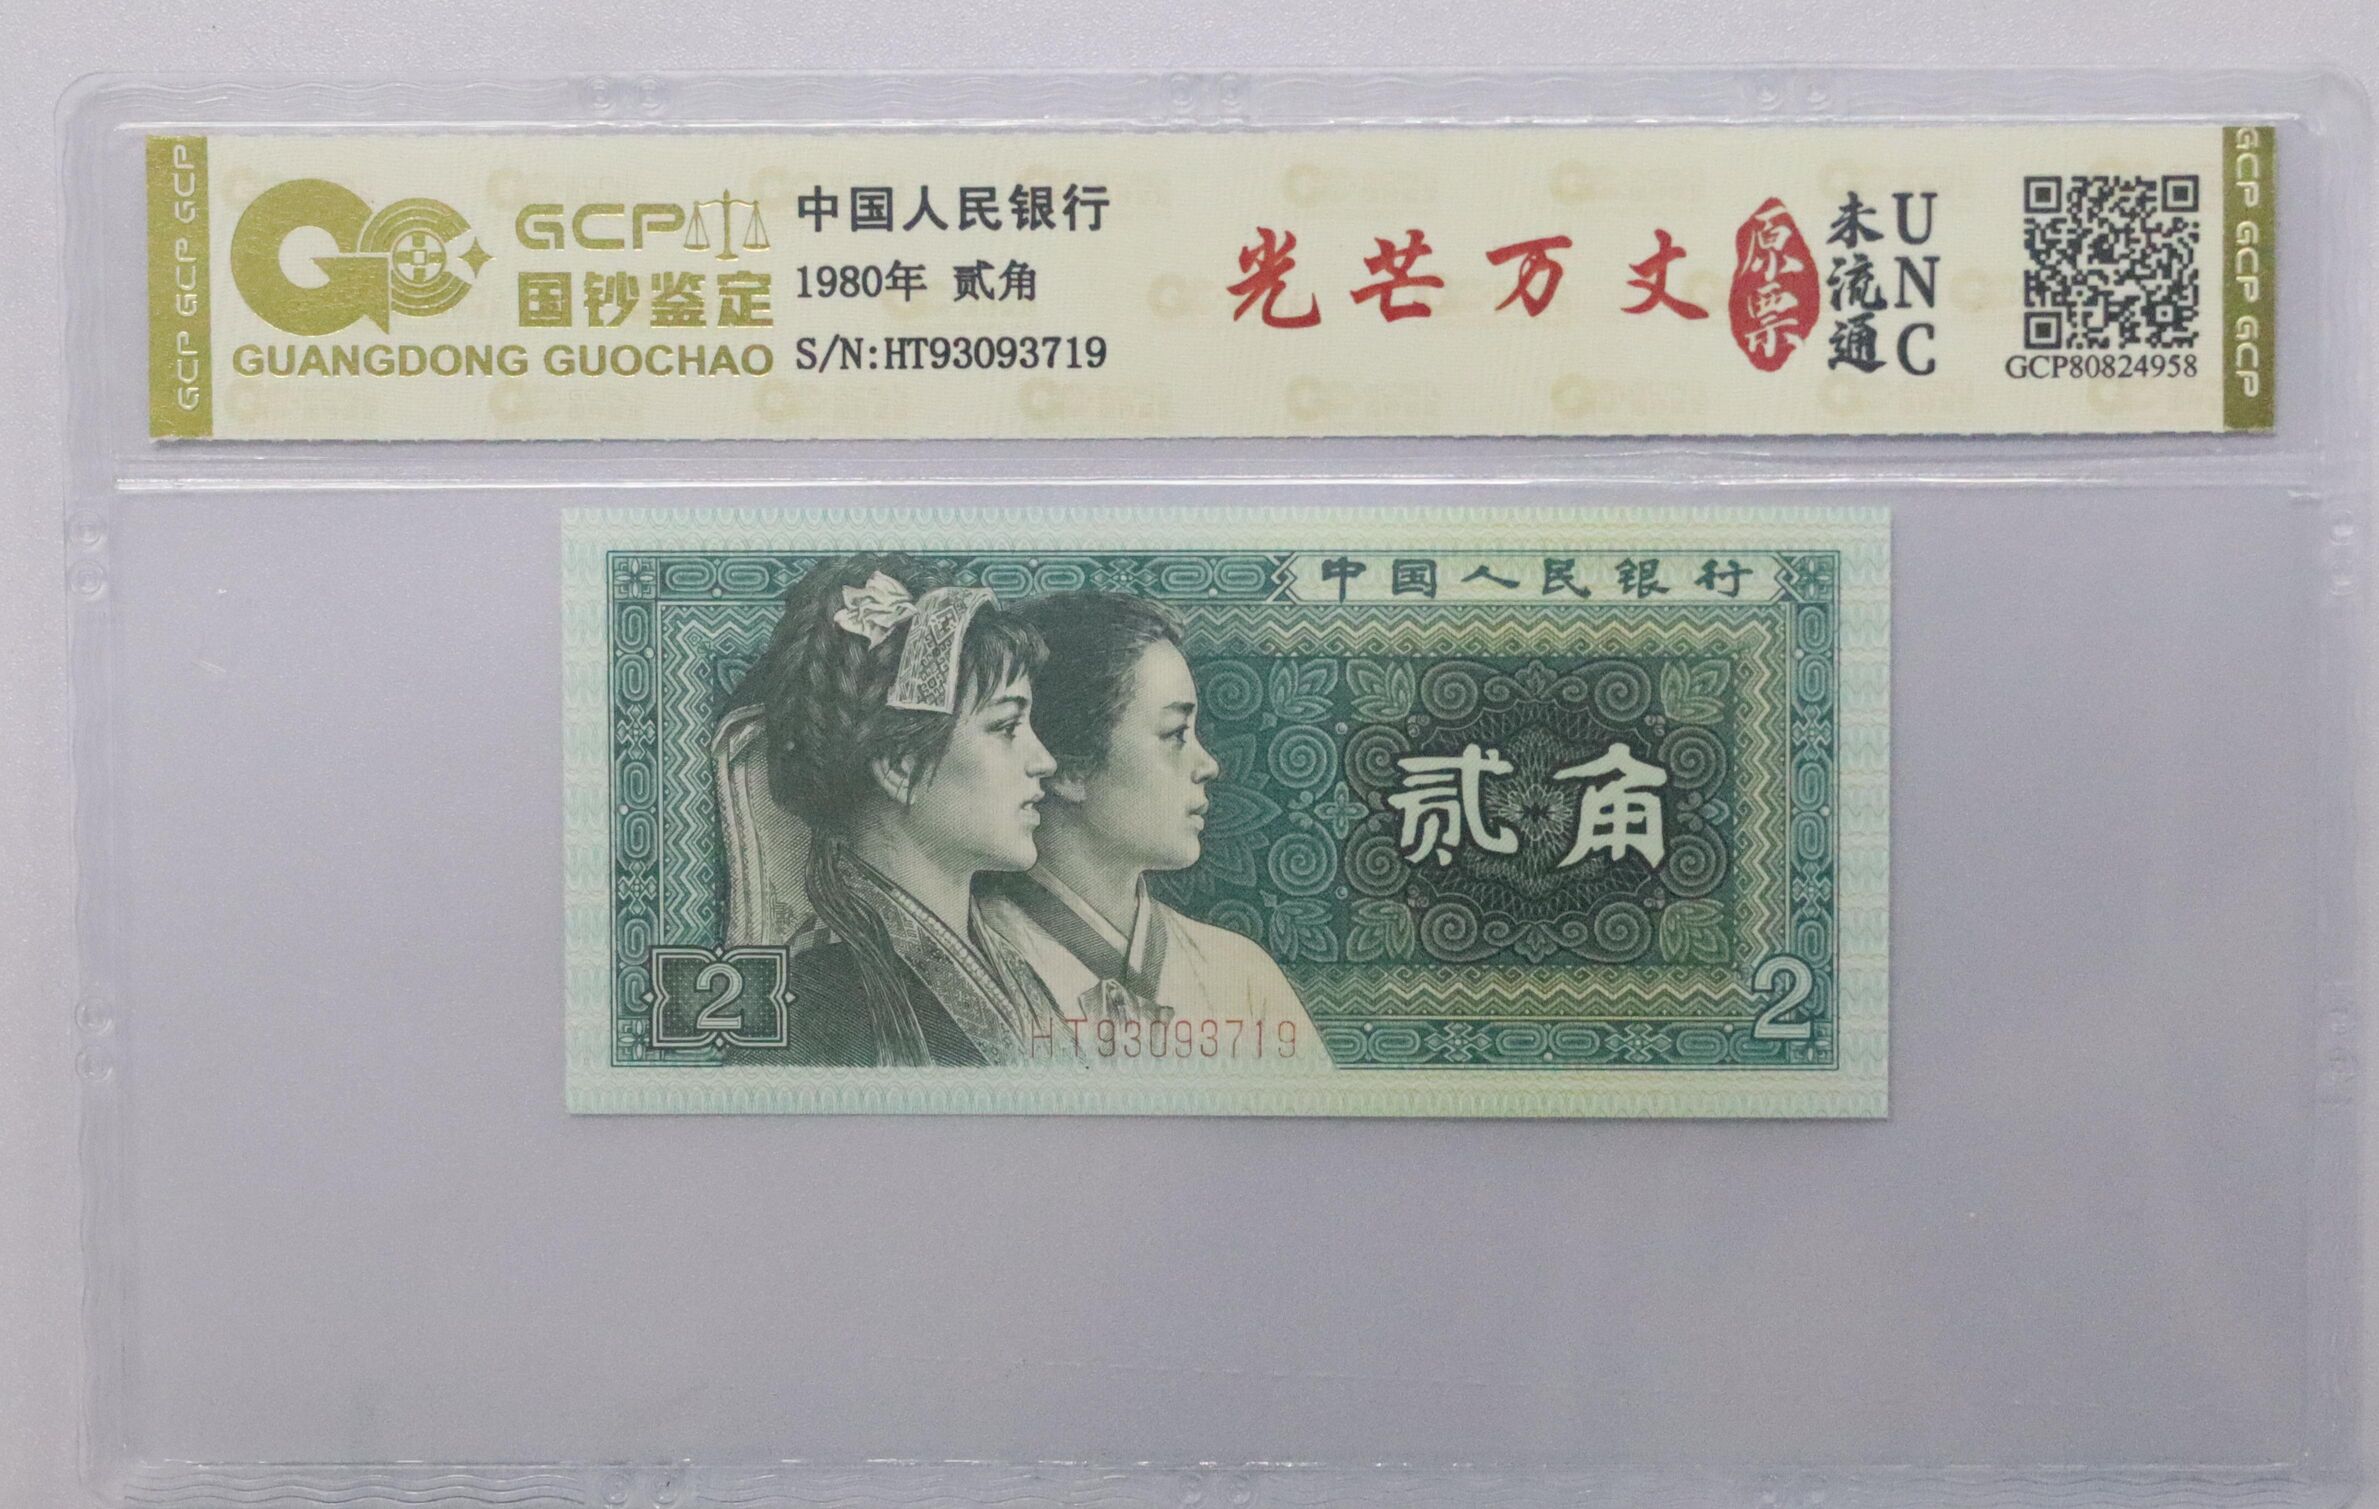 GCP GCP GCP
GCP
国钞鉴定
GUANGDONG GUOCHAO
中国人民银行
1980年 贰角
S/N:HT93093719
光芒万丈
原票
未流通
UNC
GCP80824958
GCP GCP GCP
中国人民银行
贰角
2
HT93093719
2